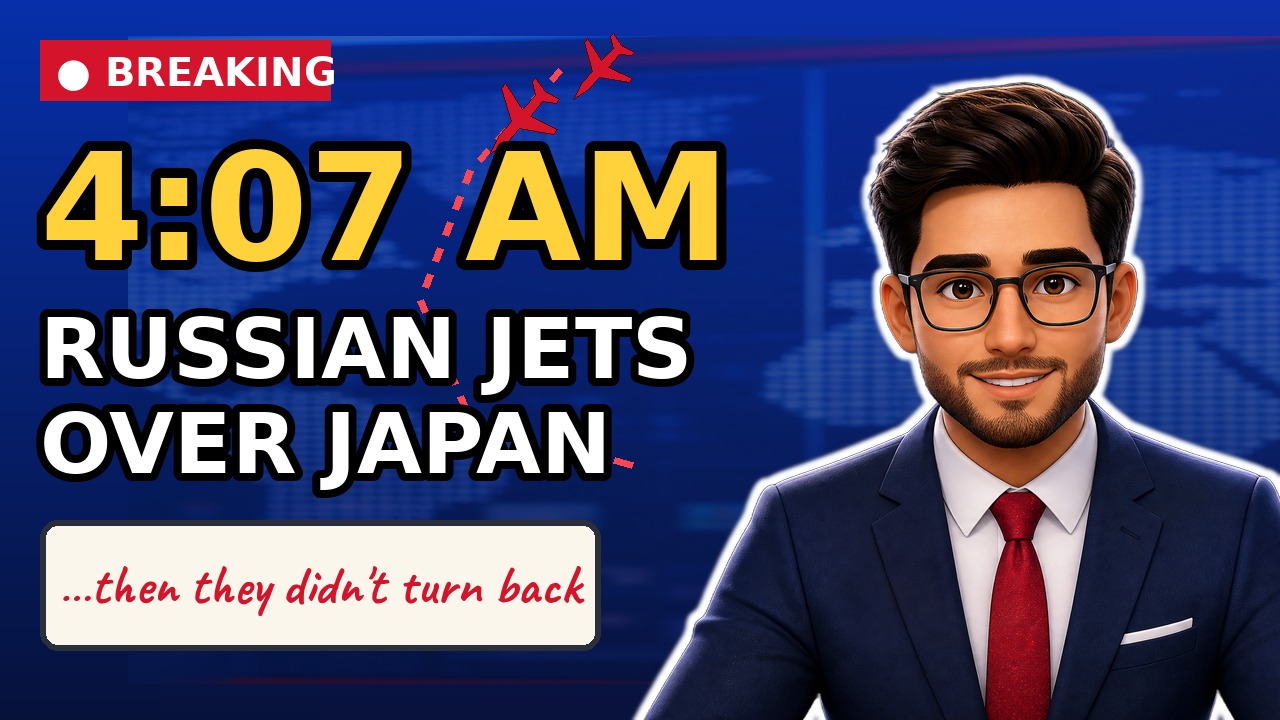 BREAKING
4:07 AM
RUSSIAN JETS
OVER JAPAN
...then they didn't turn back